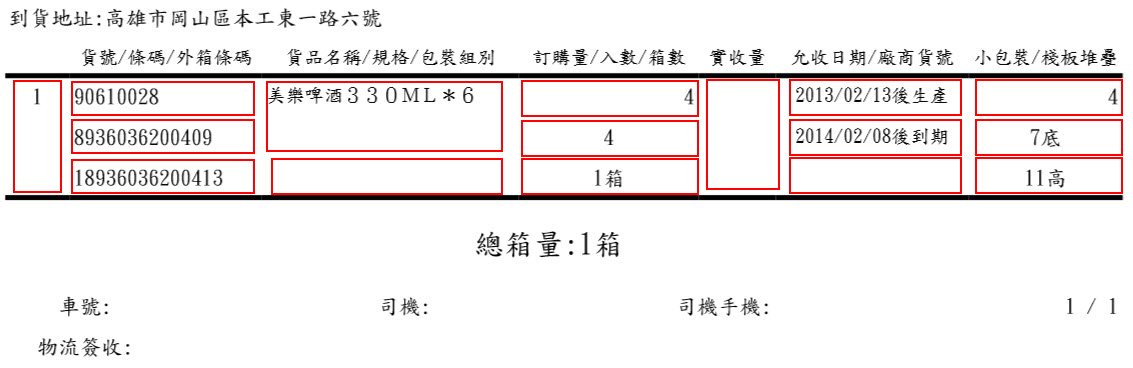 到貨地址:高雄市岡山區本工東一路六號
貨號/條碼/外箱條碼 貨品名稱/規格/包裝組別 訂購量/入數/箱數 實收量 允收日期/廠商貨號 小包裝/棧板堆疊
1 90610028 美樂啤酒３３０ML＊６ 4 2013/02/13後生產 4
8936036200409 4 2014/02/08後到期 7底
18936036200413 1箱 11高
總箱量:1箱
車號: 司機: 司機手機: 1 / 1
物流簽收: